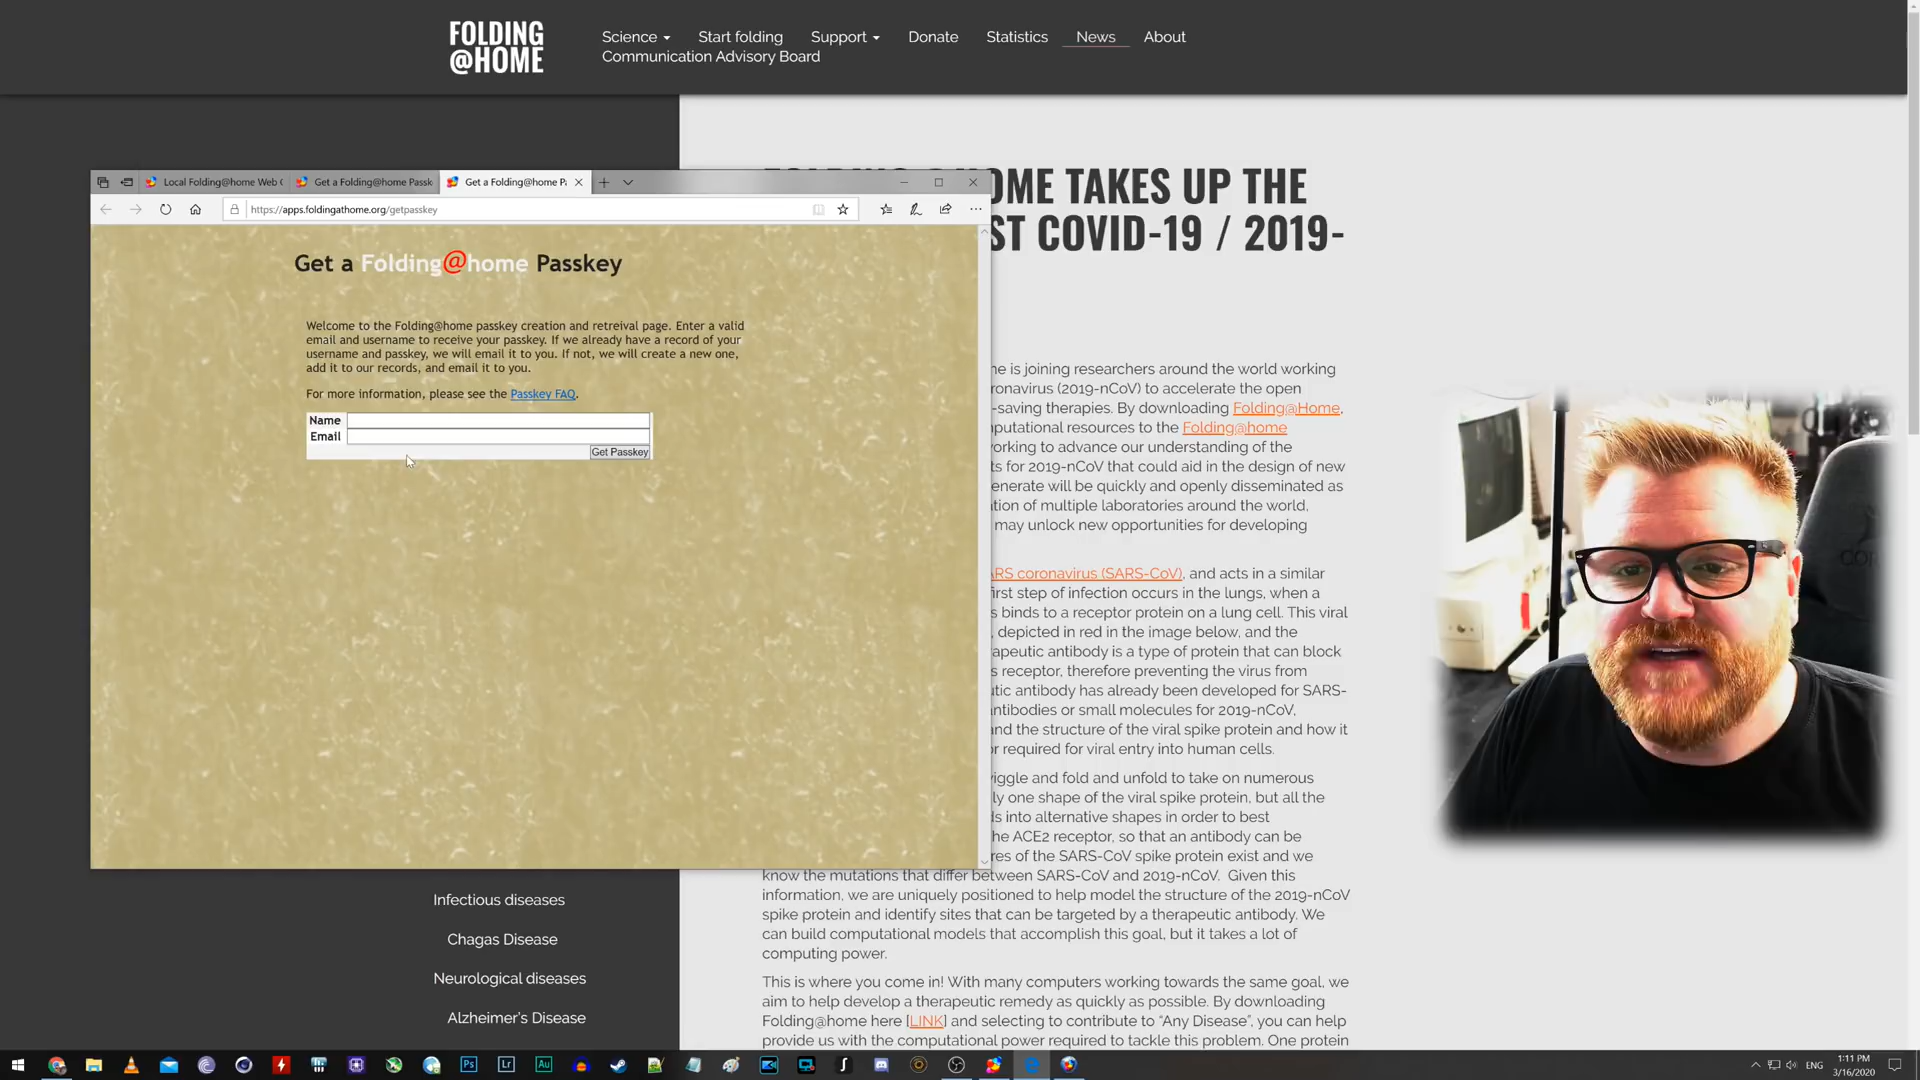 FOLDING
@HOME
Science
Start folding
Support
Donate
Statistics
News
About
Communication Advisory Board
OME TAKES UP THE
ST COVID-19 / 2019-
Local Folding@home Web
Get a Folding@home Passk
Get a Folding@home P
https://apps.foldingathome.org/getpasskey
Get a Folding@home Passkey
Welcome to the Folding@home passkey creation and retreival page. Enter a valid
email and username to receive your passkey. If we already have a record of your
username and passkey, we will email it to you. If not, we will create a new one,
add it to our records, and email it to you.
For more information, please see the Passkey FAQ.
Name
Email
Get Passkey
ne is joining researchers around the world working
ronavirus (2019-nCoV) to accelerate the open
-saving therapies. By downloading Folding@Home,
nputational resources to the Folding@home
vorking to advance our understanding of the
ts for 2019-nCoV that could aid in the design of new
enerate will be quickly and openly disseminated as
ation of multiple laboratories around the world,
may unlock new opportunities for developing
ARS coronavirus (SARS-CoV), and acts in a similar
first step of infection occurs in the lungs, when a
s binds to a receptor protein on a lung cell. This viral
, depicted in red in the image below, and the
rapeutic antibody is a type of protein that can block
s receptor, therefore preventing the virus from
utic antibody has already been developed for SARS-
antibodies or small molecules for 2019-nCoV,
nd the structure of the viral spike protein and how it
or required for viral entry into human cells.
viggle and fold and unfold to take on numerous
ly one shape of the viral spike protein, but all the
ds into alternative shapes in order to best
he ACE2 receptor, so that an antibody can be
res of the SARS-CoV spike protein exist and we
know the mutations that differ between SARS-CoV and 2019-nCoV. Given this
information, we are uniquely positioned to help model the structure of the 2019-nCoV
spike protein and identify sites that can be targeted by a therapeutic antibody. We
can build computational models that accomplish this goal, but it takes a lot of
computing power.
This is where you come in! With many computers working towards the same goal, we
aim to help develop a therapeutic remedy as quickly as possible. By downloading
Folding@home here [LINK] and selecting to contribute to “Any Disease”, you can help
provide us with the computational power required to tackle this problem. One protein
Infectious diseases
Chagas Disease
Neurological diseases
Alzheimer's Disease
Ps
Lr
Au
ENG
1:11 PM
3/16/2020